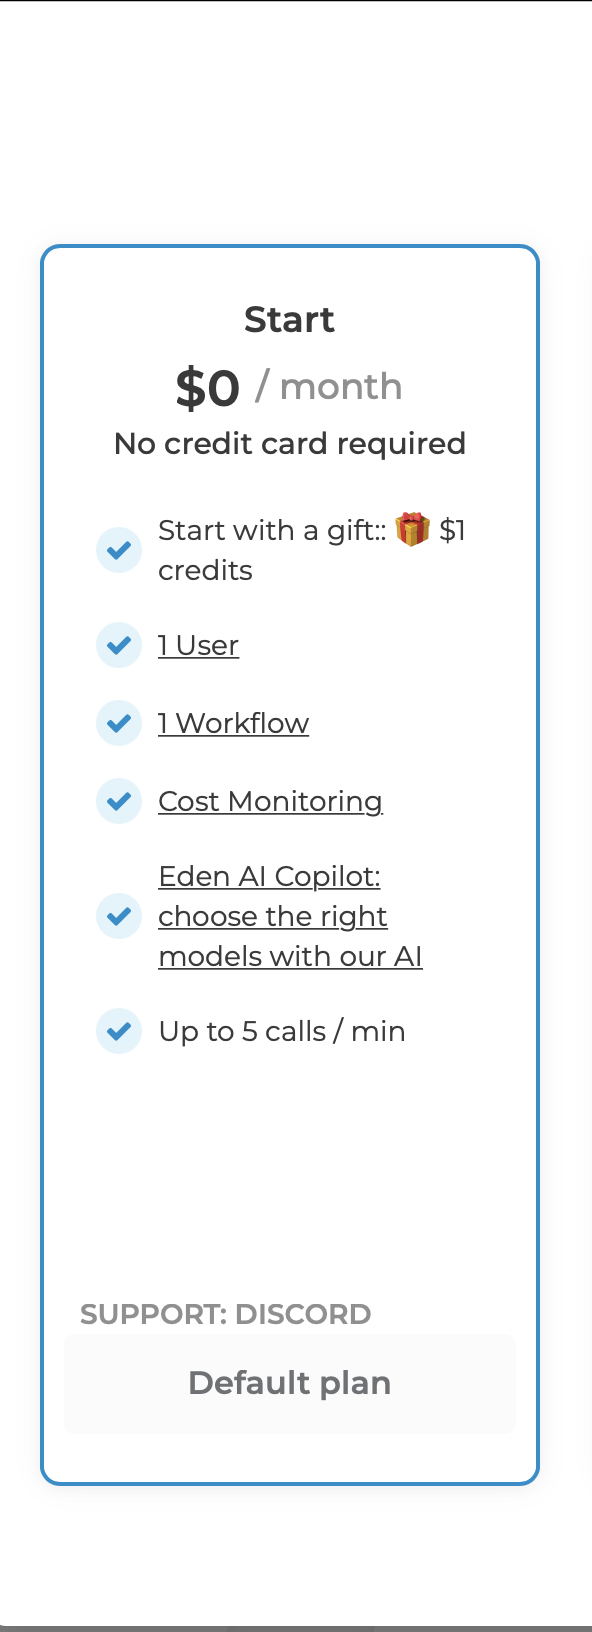 Start
$0 / month
No credit card required
Start with a gift:: 🎁 $1
credits
1 User
1 Workflow
Cost Monitoring
Eden AI Copilot:
choose the right
models with our AI
Up to 5 calls / min
SUPPORT: DISCORD
Default plan